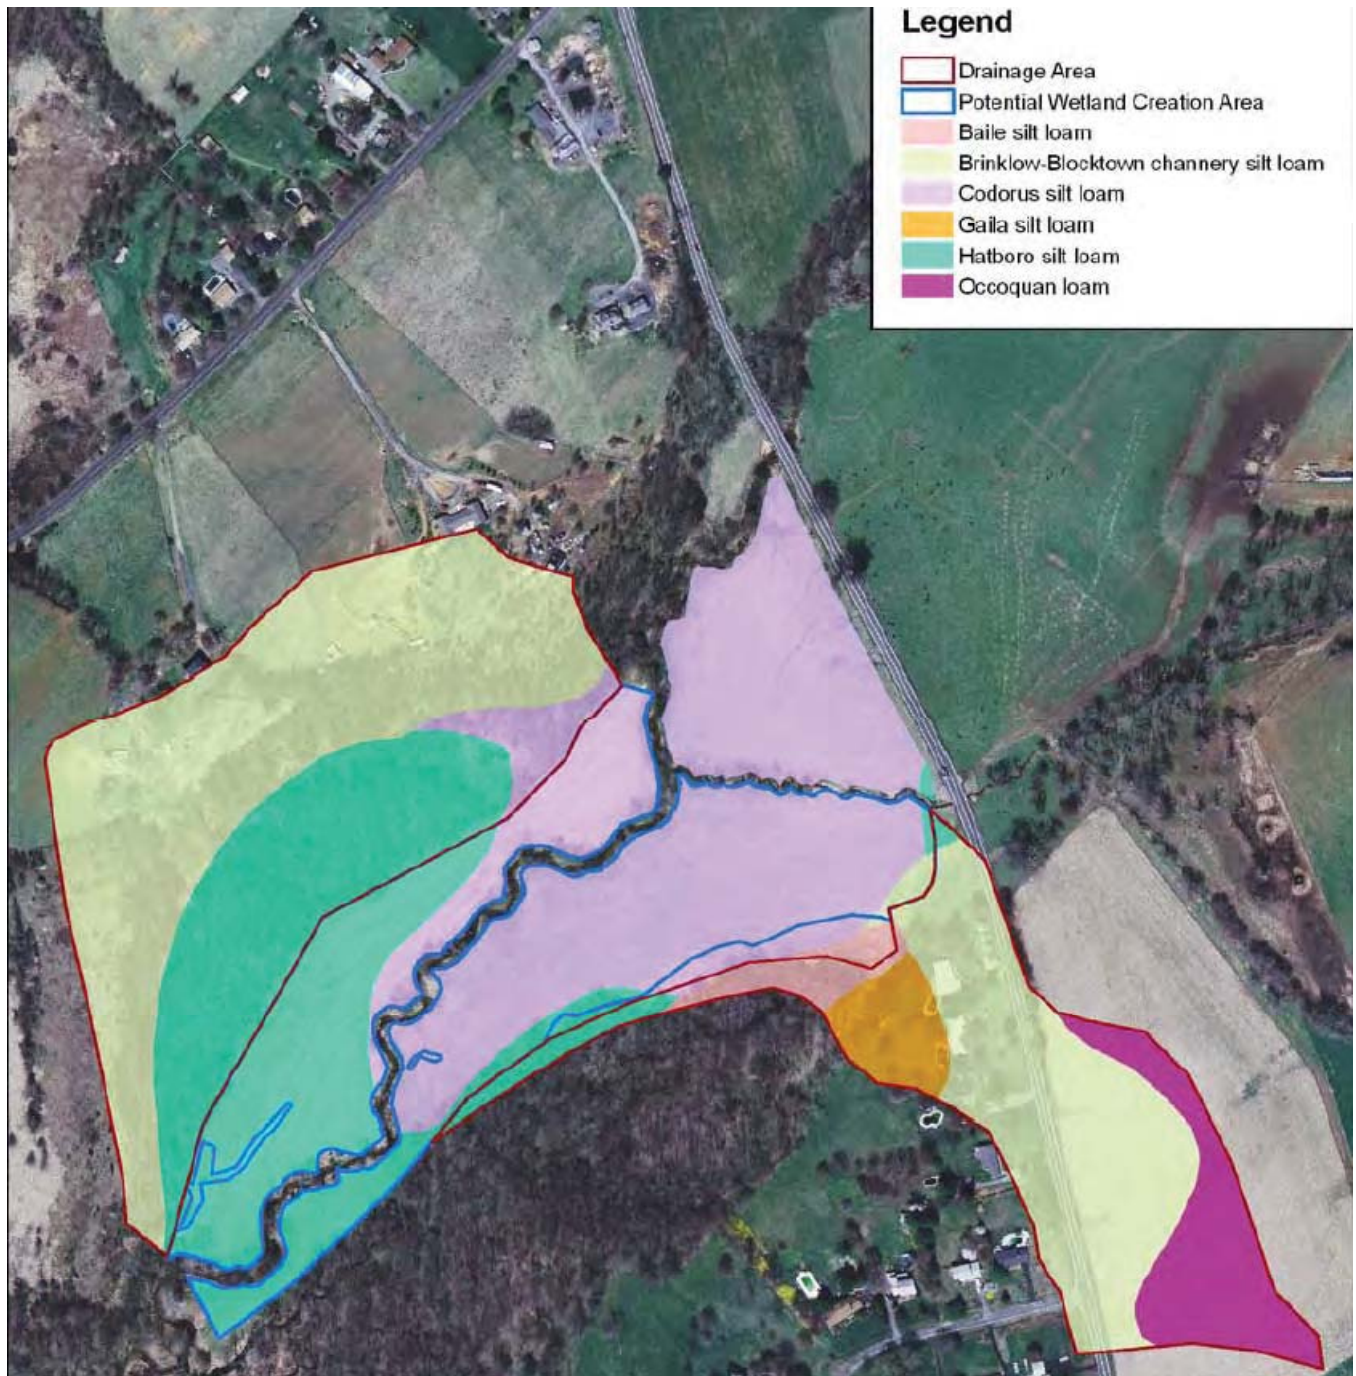 Legend
Drainage Area
Potential Wetland Creation Area
Baile silt loam
Brinklow-Blocktown channery silt loam
Codorus silt loam
Gaila silt loam
Hatboro silt loam
Occoquan loam